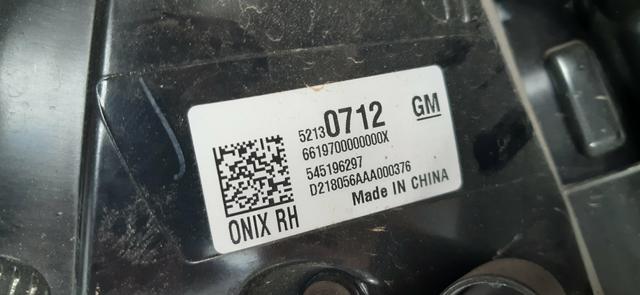 52130712 GM
6619700000000X
545196297
D218056AAA000376
Made in CHINA
ONIX RH